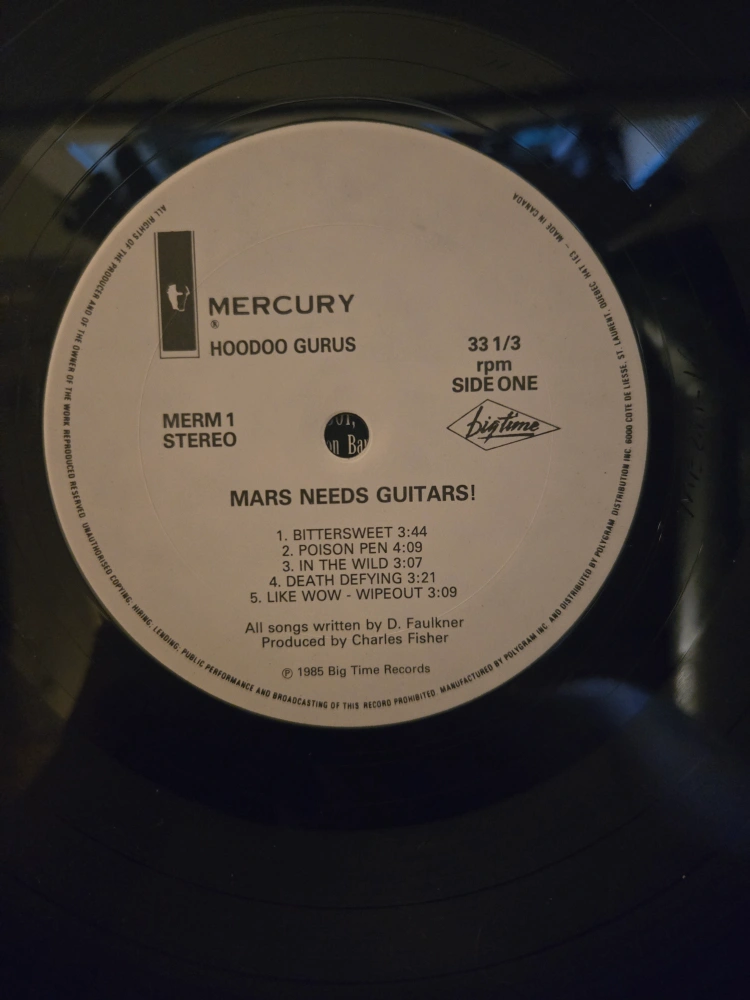 MERCURY
®
HOODOO GURUS
33 1/3
rpm
SIDE ONE
bigtime
MERM 1
STEREO
MARS NEEDS GUITARS!
1. BITTERSWEET 3:44
2. POISON PEN 4:09
3. IN THE WILD 3:07
4. DEATH DEFYING 3:21
5. LIKE WOW - WIPEOUT 3:09
All songs written by D. Faulkner
Produced by Charles Fisher
℗ 1985 Big Time Records
ALL RIGHTS OF THE PRODUCER AND OF THE OWNER OF THE WORK REPRODUCED RESERVED. UNAUTHORISED COPYING, HIRING, LENDING, PUBLIC PERFORMANCE AND BROADCASTING OF THIS RECORD PROHIBITED. MANUFACTURED BY POLYGRAM INC. AND DISTRIBUTED BY POLYGRAM DISTRIBUTION INC. 6000 COTE DE LIESSE, ST. LAURENT, QUEBEC H4T 1E3 – MADE IN CANADA